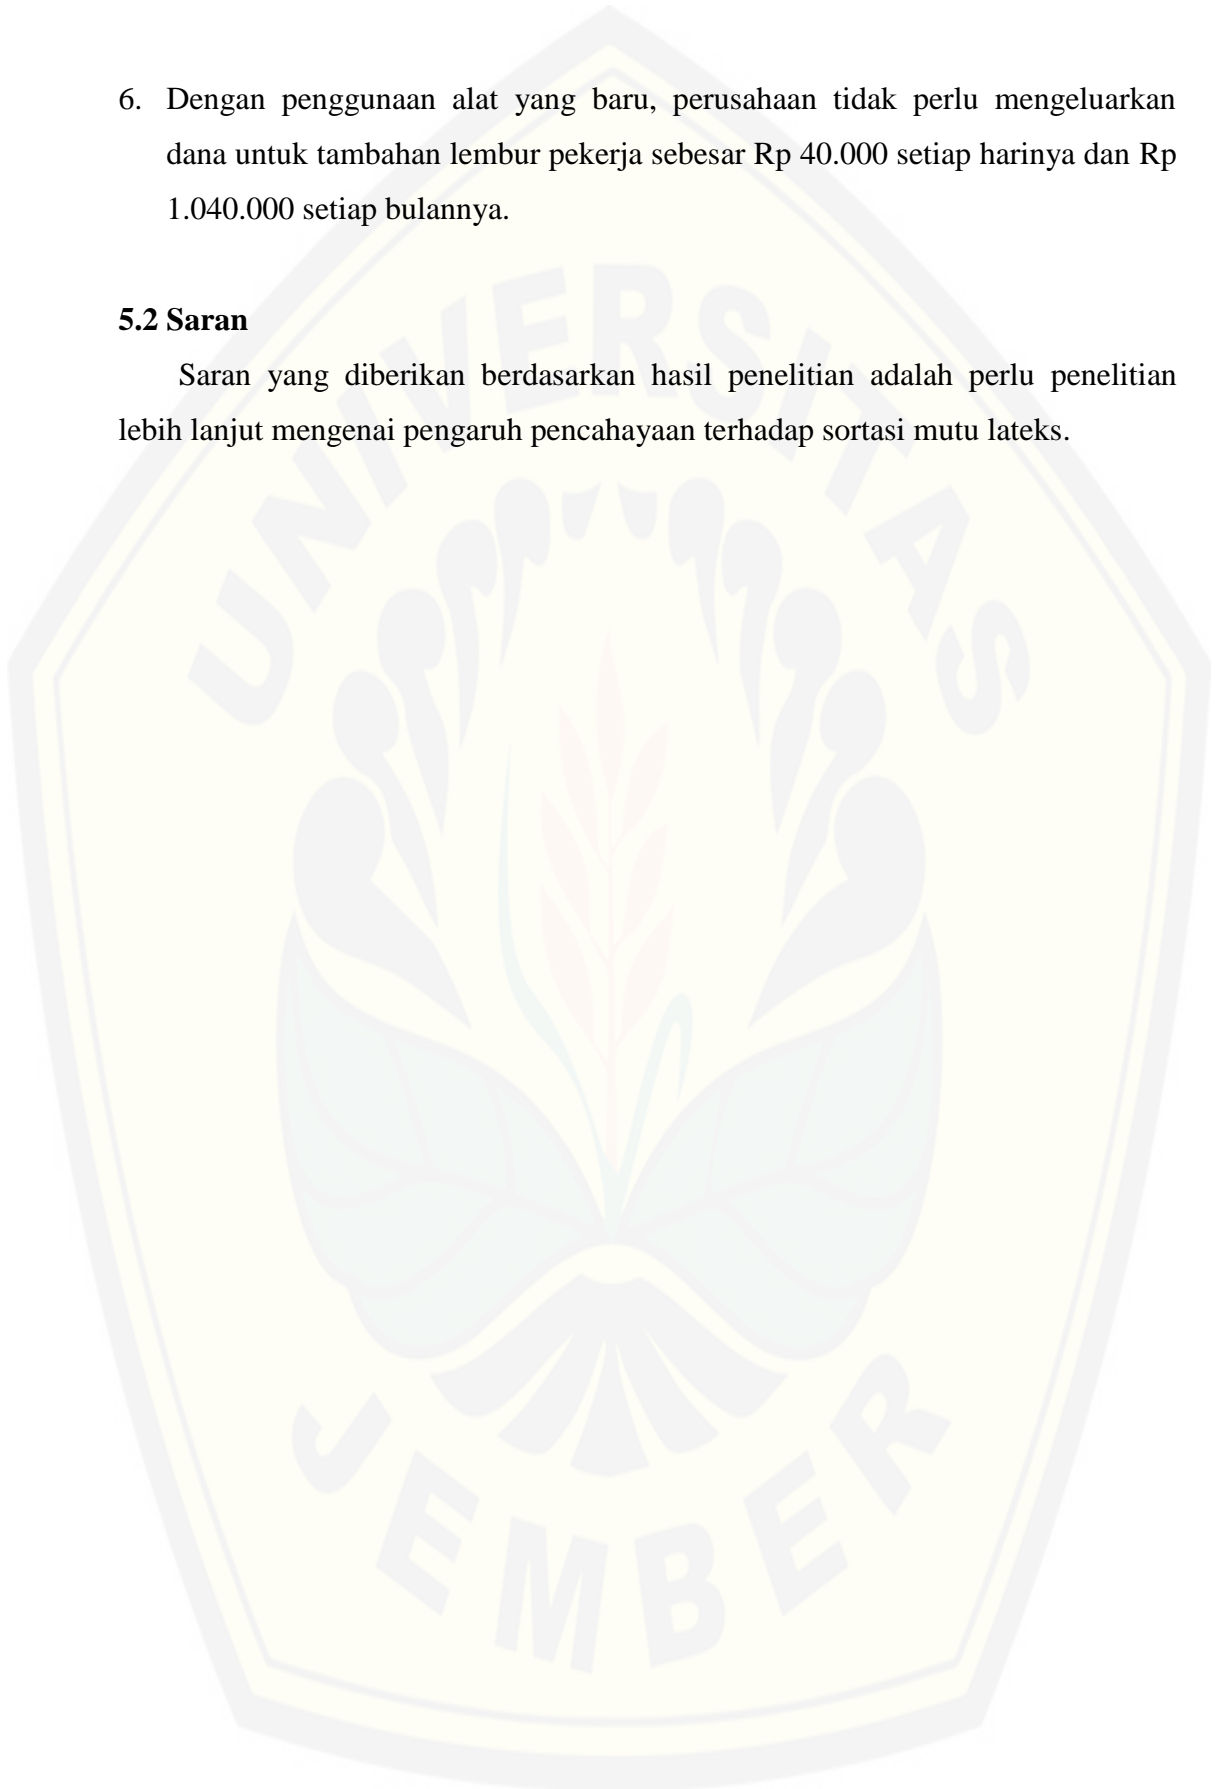 6. Dengan penggunaan alat yang baru, perusahaan tidak perlu mengeluarkan
dana untuk tambahan lembur pekerja sebesar Rp 40.000 setiap harinya dan Rp
1.040.000 setiap bulannya.
5.2 Saran
Saran yang diberikan berdasarkan hasil penelitian adalah perlu penelitian
lebih lanjut mengenai pengaruh pencahayaan terhadap sortasi mutu lateks.
UNIVERSITAS
JEMBER